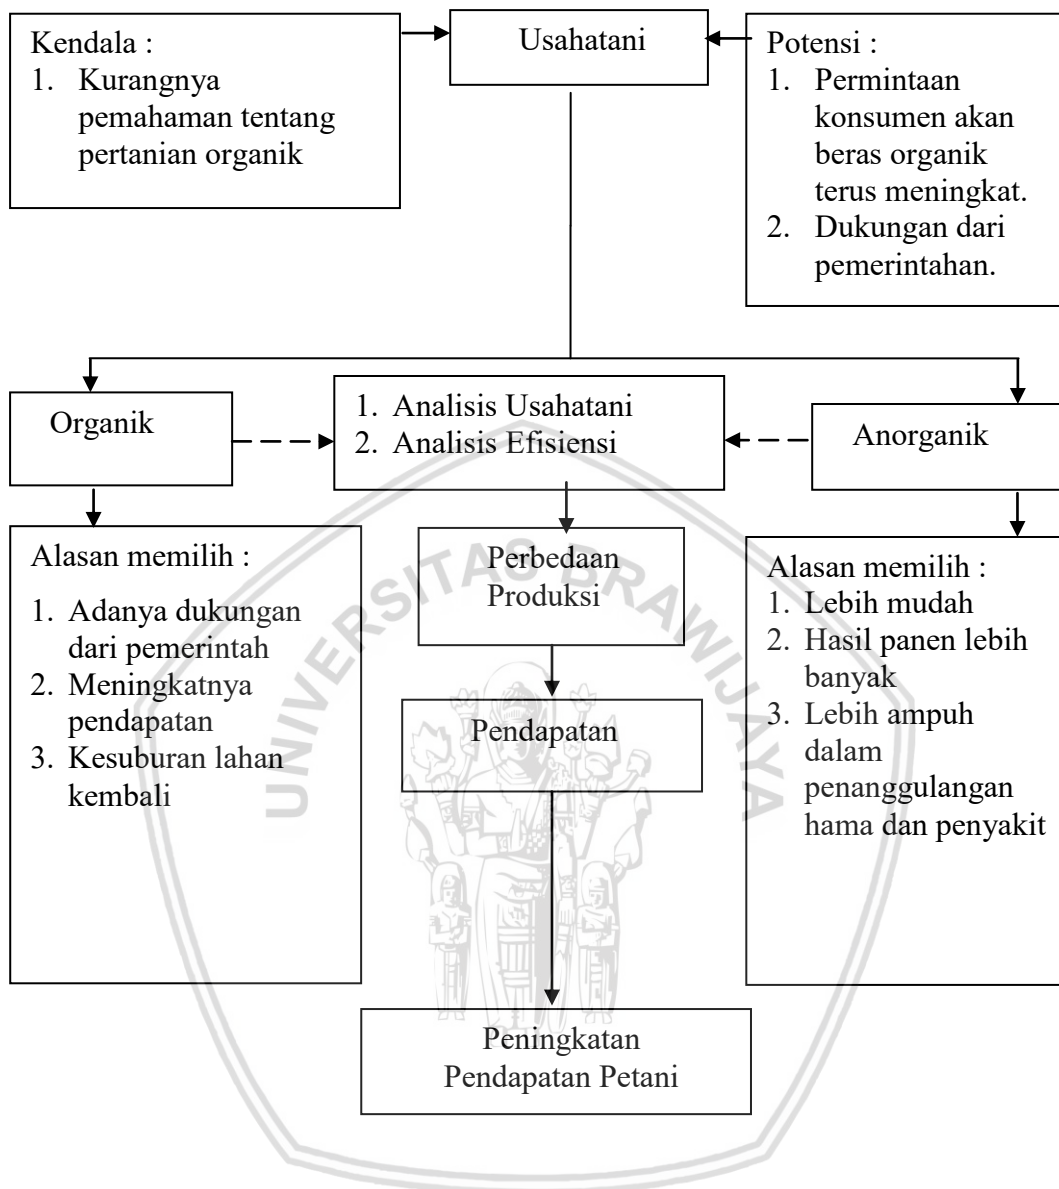 Kendala :
1. Kurangnya
pemahaman tentang
pertanian organik
Usahatani
Potensi :
1. Permintaan
konsumen akan
beras organik
terus meningkat.
2. Dukungan dari
pemerintahan.
Organik
1. Analisis Usahatani
2. Analisis Efisiensi
Anorganik
Alasan memilih :
1. Adanya dukungan
dari pemerintah
2. Meningkatnya
pendapatan
3. Kesuburan lahan
kembali
Perbedaan
Produksi
Alasan memilih :
1. Lebih mudah
2. Hasil panen lebih
banyak
3. Lebih ampuh
dalam
penanggulangan
hama dan penyakit
Pendapatan
Peningkatan
Pendapatan Petani
UNIVERSITAS BRAWIJAYA